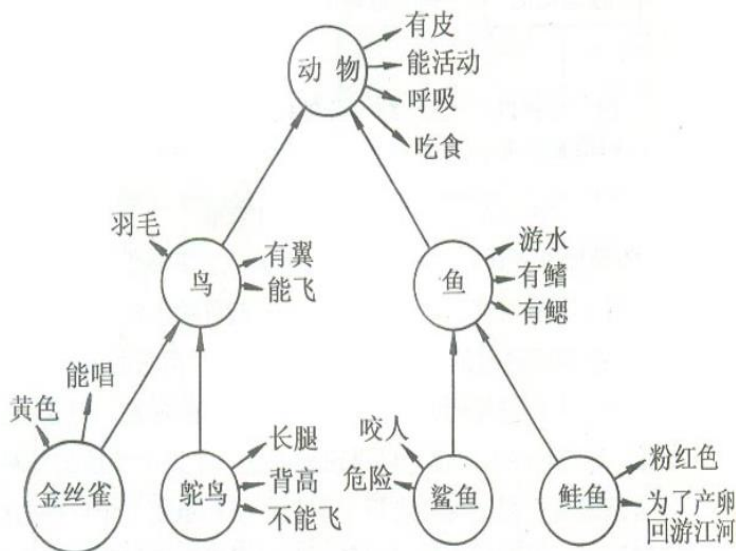 动物
有皮
能活动
呼吸
吃食
羽毛
鸟
有翼
能飞
鱼
游水
有鳍
有鳃
黄色
能唱
金丝雀
鸵鸟
长腿
背高
不能飞
咬人
危险
鲨鱼
鲑鱼
粉红色
为了产卵
回游江河